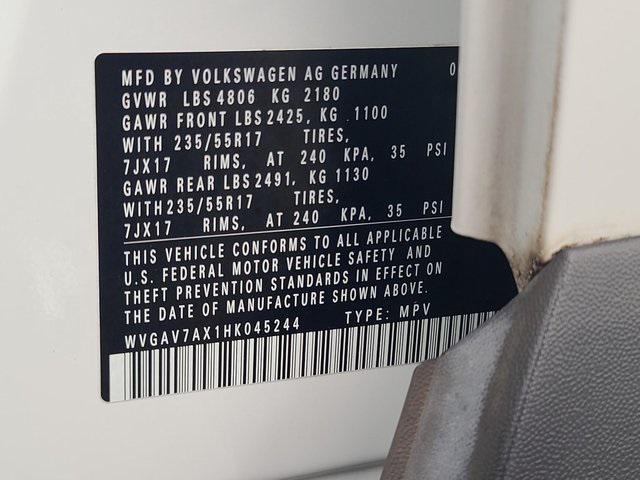 MFD BY VOLKSWAGEN AG GERMANY 0
GVWR LBS 4806 KG 2180
GAWR FRONT LBS 2425, KG 1100
WITH 235/55R17 TIRES,
7JX17 RIMS, AT 240 KPA, 35 PSI
GAWR REAR LBS 2491, KG 1130
WITH 235/55R17 TIRES,
7JX17 RIMS, AT 240 KPA, 35 PSI
THIS VEHICLE CONFORMS TO ALL APPLICABLE
U.S. FEDERAL MOTOR VEHICLE SAFETY AND
THEFT PREVENTION STANDARDS IN EFFECT ON
THE DATE OF MANUFACTURE SHOWN ABOVE.
WVGAV7AX1HK045244 TYPE: MPV